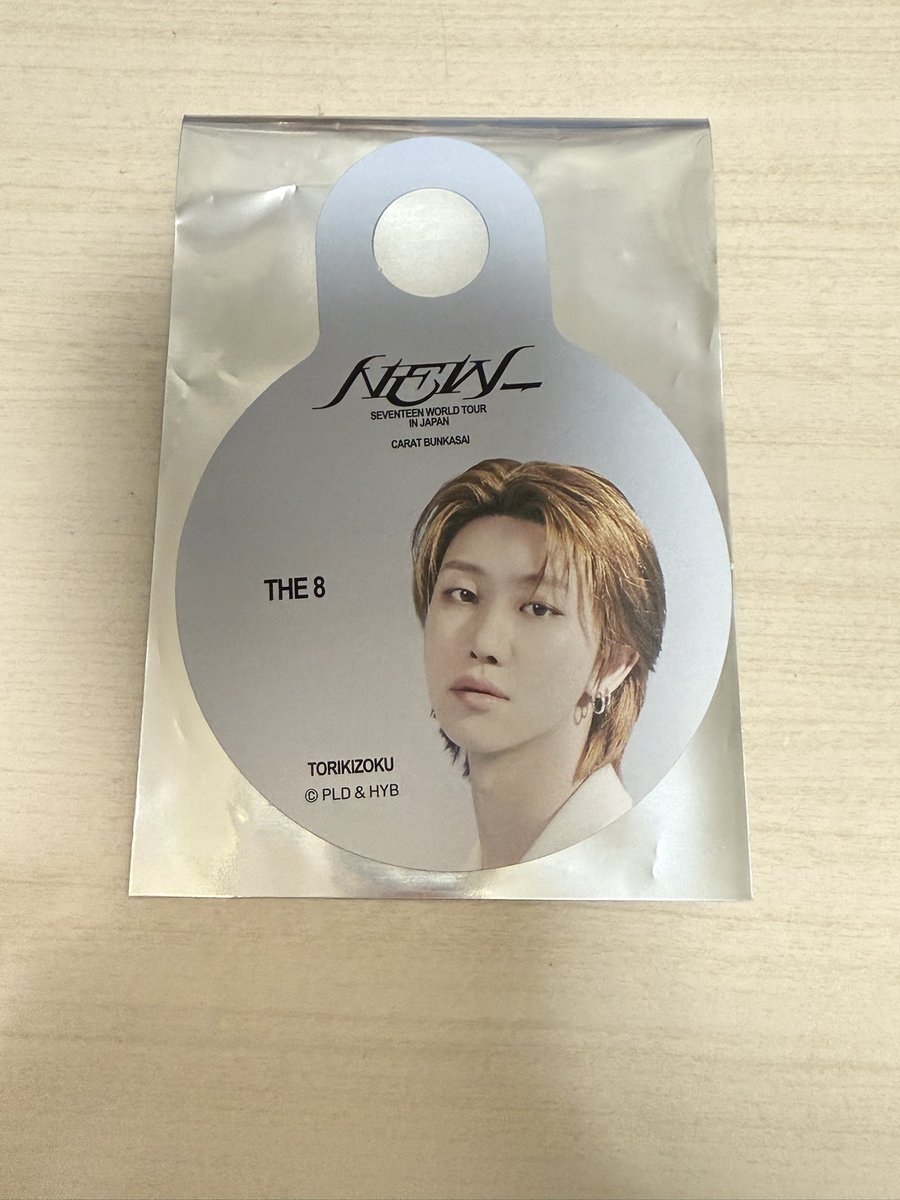 NEW_
SEVENTEEN WORLD TOUR
IN JAPAN
CARAT BUNKASAI
THE 8
TORIKIZOKU
© PLD & HYB